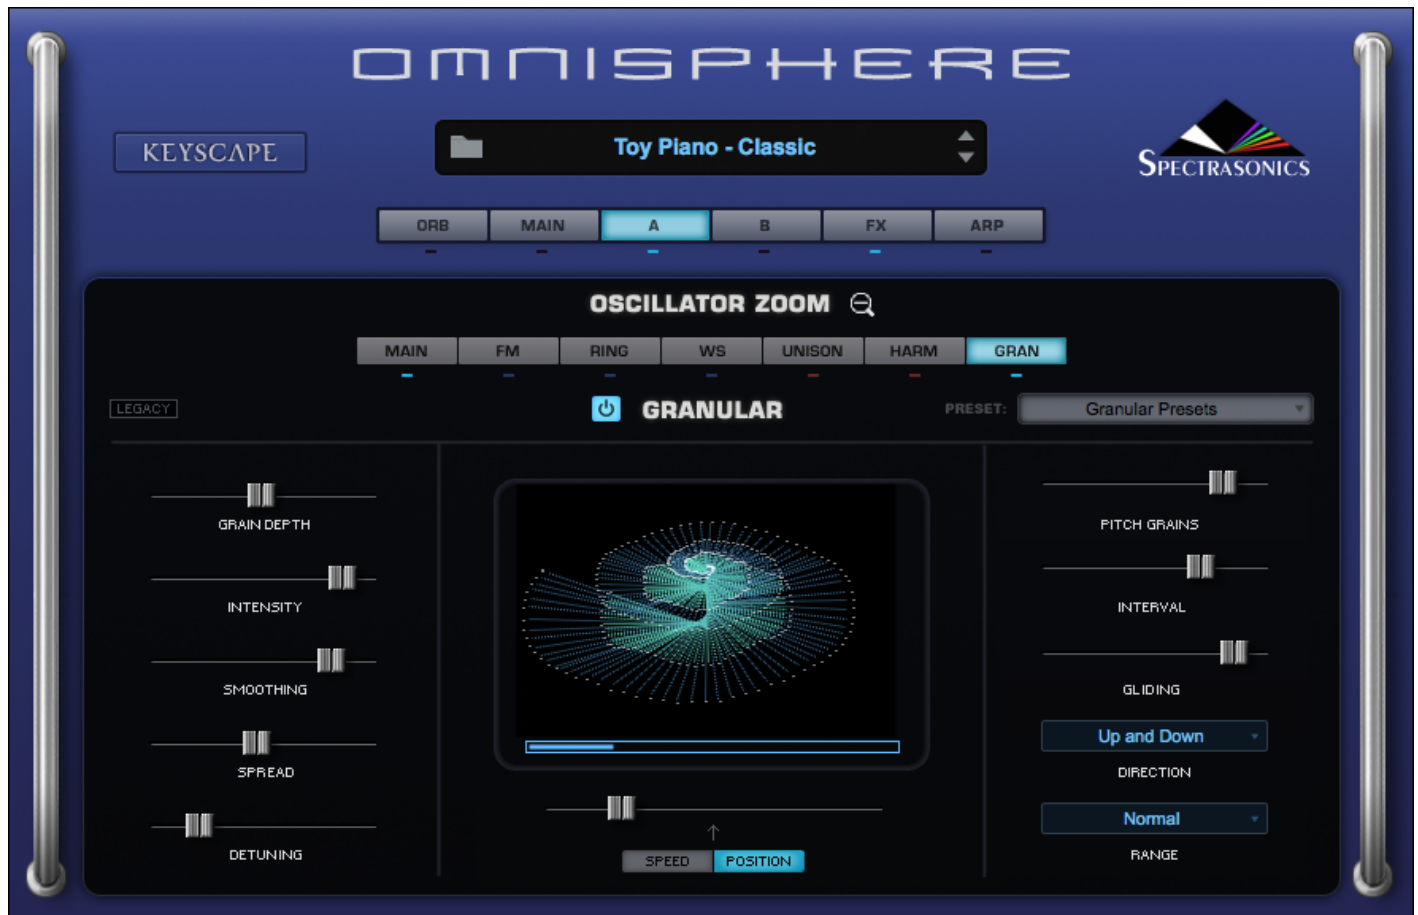 OMNISPHERE
KEYSCAPE
Toy Piano - Classic
SPECTRASONICS
ORB MAIN A B FX ARP
OSCILLATOR ZOOM
MAIN FM RING WS UNISON HARM GRAN
LEGACY
GRANULAR
PRESET: Granular Presets
GRAIN DEPTH
INTENSITY
SMOOTHING
SPREAD
DETUNING
SPEED POSITION
PITCH GRAINS
INTERVAL
GLIDING
Up and Down
DIRECTION
Normal
RANGE